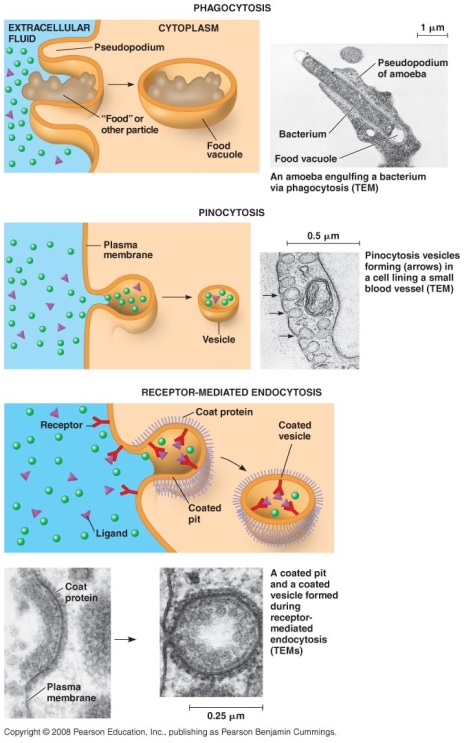 PHAGOCYTOSIS
EXTRACELLULAR
FLUID
CYTOPLASM
Pseudopodium
"Food" or
other particle
Food
vacuole
1 μm
Pseudopodium
of amoeba
Bacterium
Food vacuole
An amoeba engulfing a bacterium
via phagocytosis (TEM)
PINOCYTOSIS
Plasma
membrane
Vesicle
0.5 μm
Pinocytosis vesicles
forming (arrows) in
a cell lining a small
blood vessel (TEM)
RECEPTOR-MEDIATED ENDOCYTOSIS
Coat protein
Receptor
Coated
vesicle
Coated
pit
Ligand
Coat
protein
Plasma
membrane
0.25 μm
A coated pit
and a coated
vesicle formed
during
receptor-
mediated
endocytosis
(TEMs)
Copyright © 2008 Pearson Education, Inc., publishing as Pearson Benjamin Cummings.